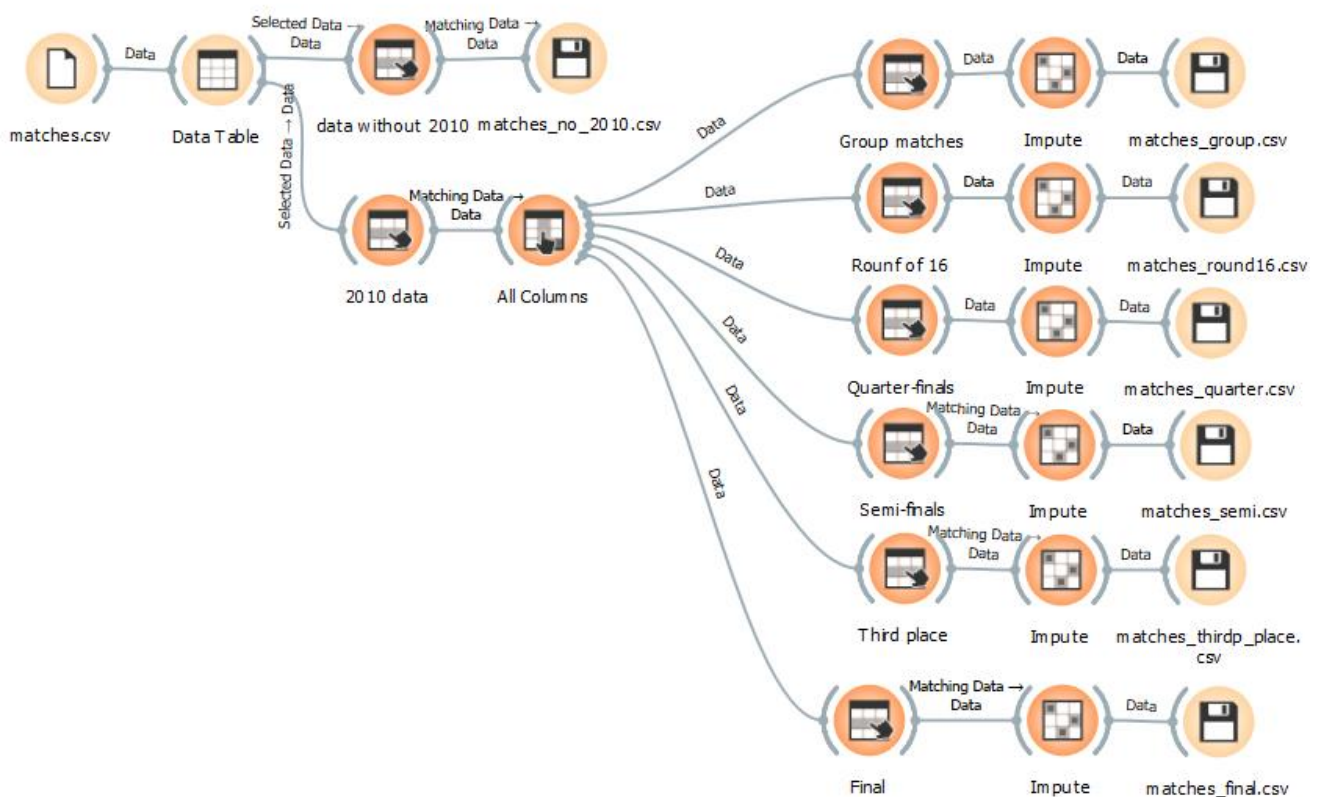 Data
Selected Data →
Data
Matching Data →
Data
matches.csv
Data Table
data without 2010
matches_no_2010.csv
Selected Data → Data
Matching Data →
Data
2010 data
All Columns
Data
Data
Data
Data
Data
Data
Data
Data
Group matches
Impute
matches_group.csv
Data
Data
Rounf of 16
Impute
matches_round16.csv
Data
Data
Quarter-finals
Impute
matches_quarter.csv
Matching Data →
Data
Data
Semi-finals
Impute
matches_semi.csv
Matching Data →
Data
Data
Third place
Impute
matches_thirdp_place.
csv
Matching Data →
Data
Data
Final
Impute
matches_final.csv